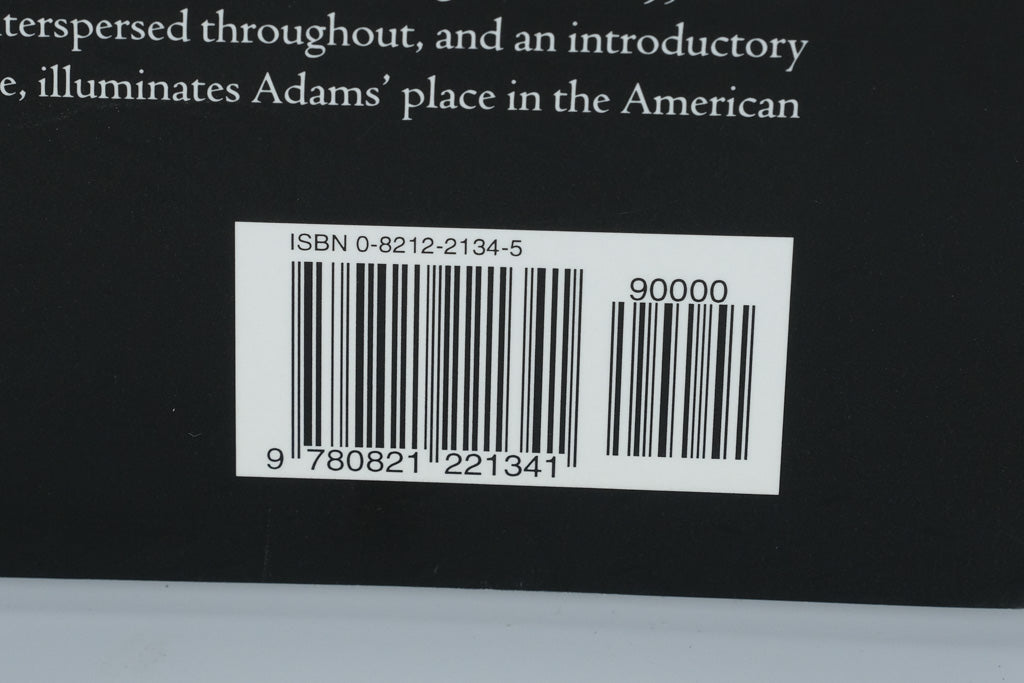 terspersed throughout, and an introductory
e, illuminates Adams’ place in the American
ISBN 0-8212-2134-5
90000
9 780821 221341